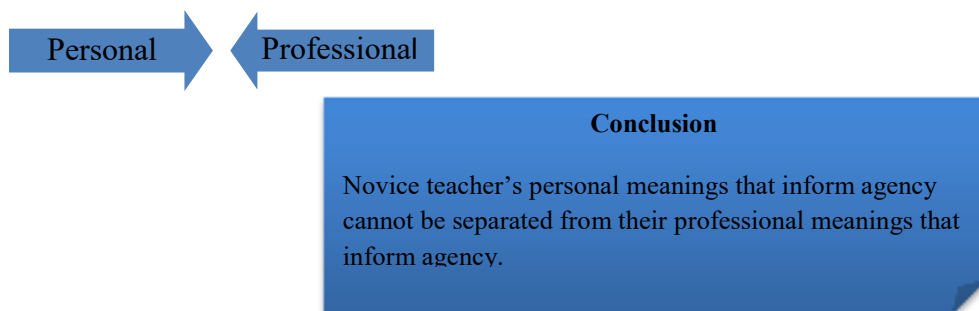 Personal Professional
Conclusion
Novice teacher’s personal meanings that inform agency
cannot be separated from their professional meanings that
inform agency.